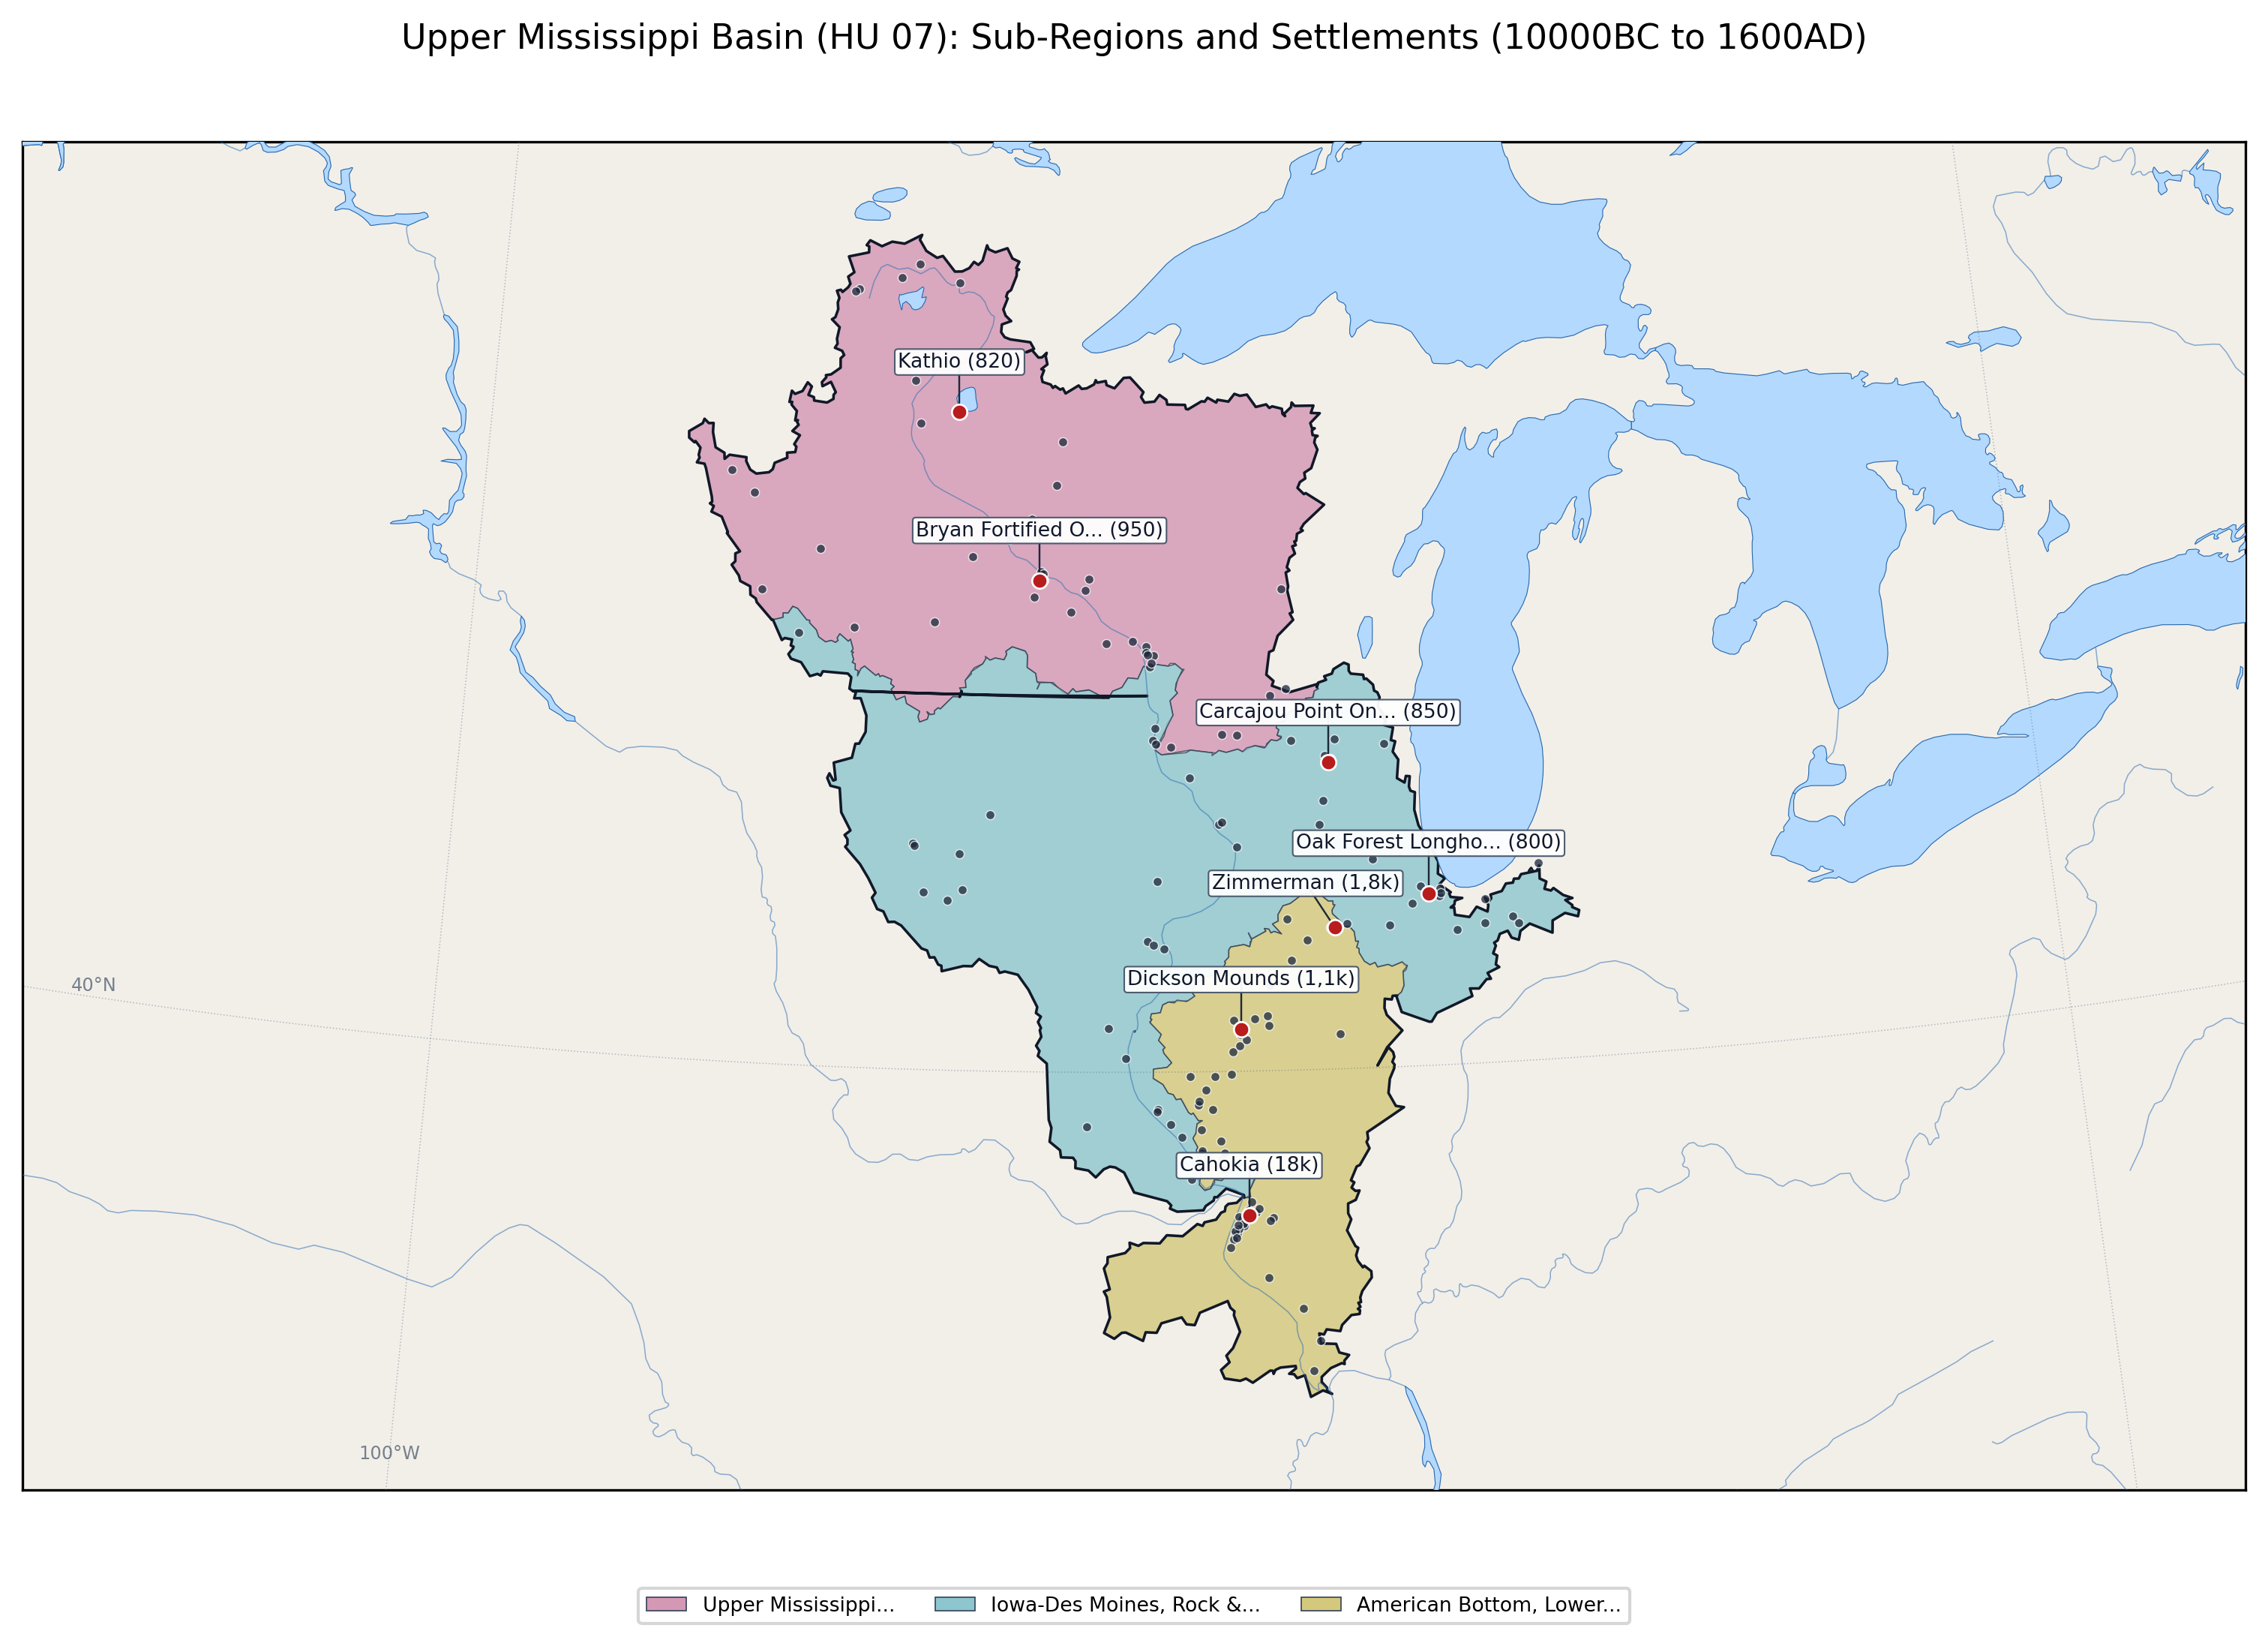 Upper Mississippi Basin (HU 07): Sub-Regions and Settlements (10000BC to 1600AD)
Kathio (820)
Bryan Fortified O... (950)
Carcajou Point On... (850)
Oak Forest Longho... (800)
Zimmerman (1,8k)
Dickson Mounds (1,1k)
40°N
Cahokia (18k)
100°W
Upper Mississippi...
Iowa-Des Moines, Rock &...
American Bottom, Lower...